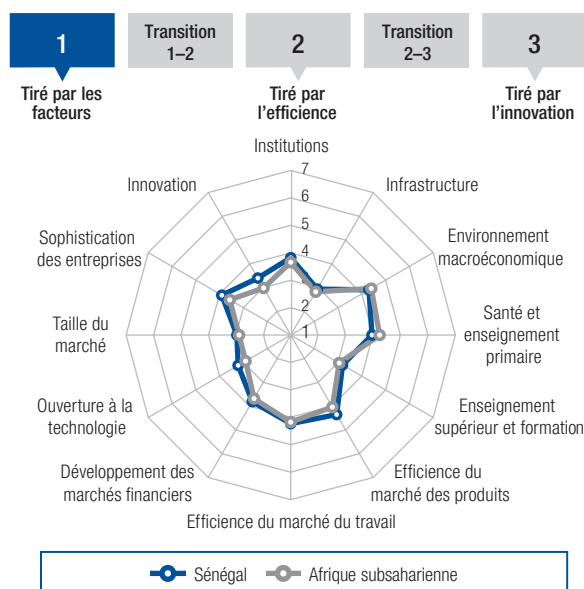 1
Transition
1–2
2
Transition
2–3
3
Tiré par les
facteurs
Tiré par
l'efficience
Tiré par
l'innovation
Institutions
Infrastructure
Environnement
macroéconomique
Santé et
enseignement
primaire
Enseignement
supérieur et formation
Efficience du
marché des produits
Efficience du marché du travail
Développement des
marchés financiers
Ouverture à la
technologie
Taille du
marché
Sophistication
des entreprises
Innovation
7
6
5
4
2
1
Sénégal
Afrique subsaharienne